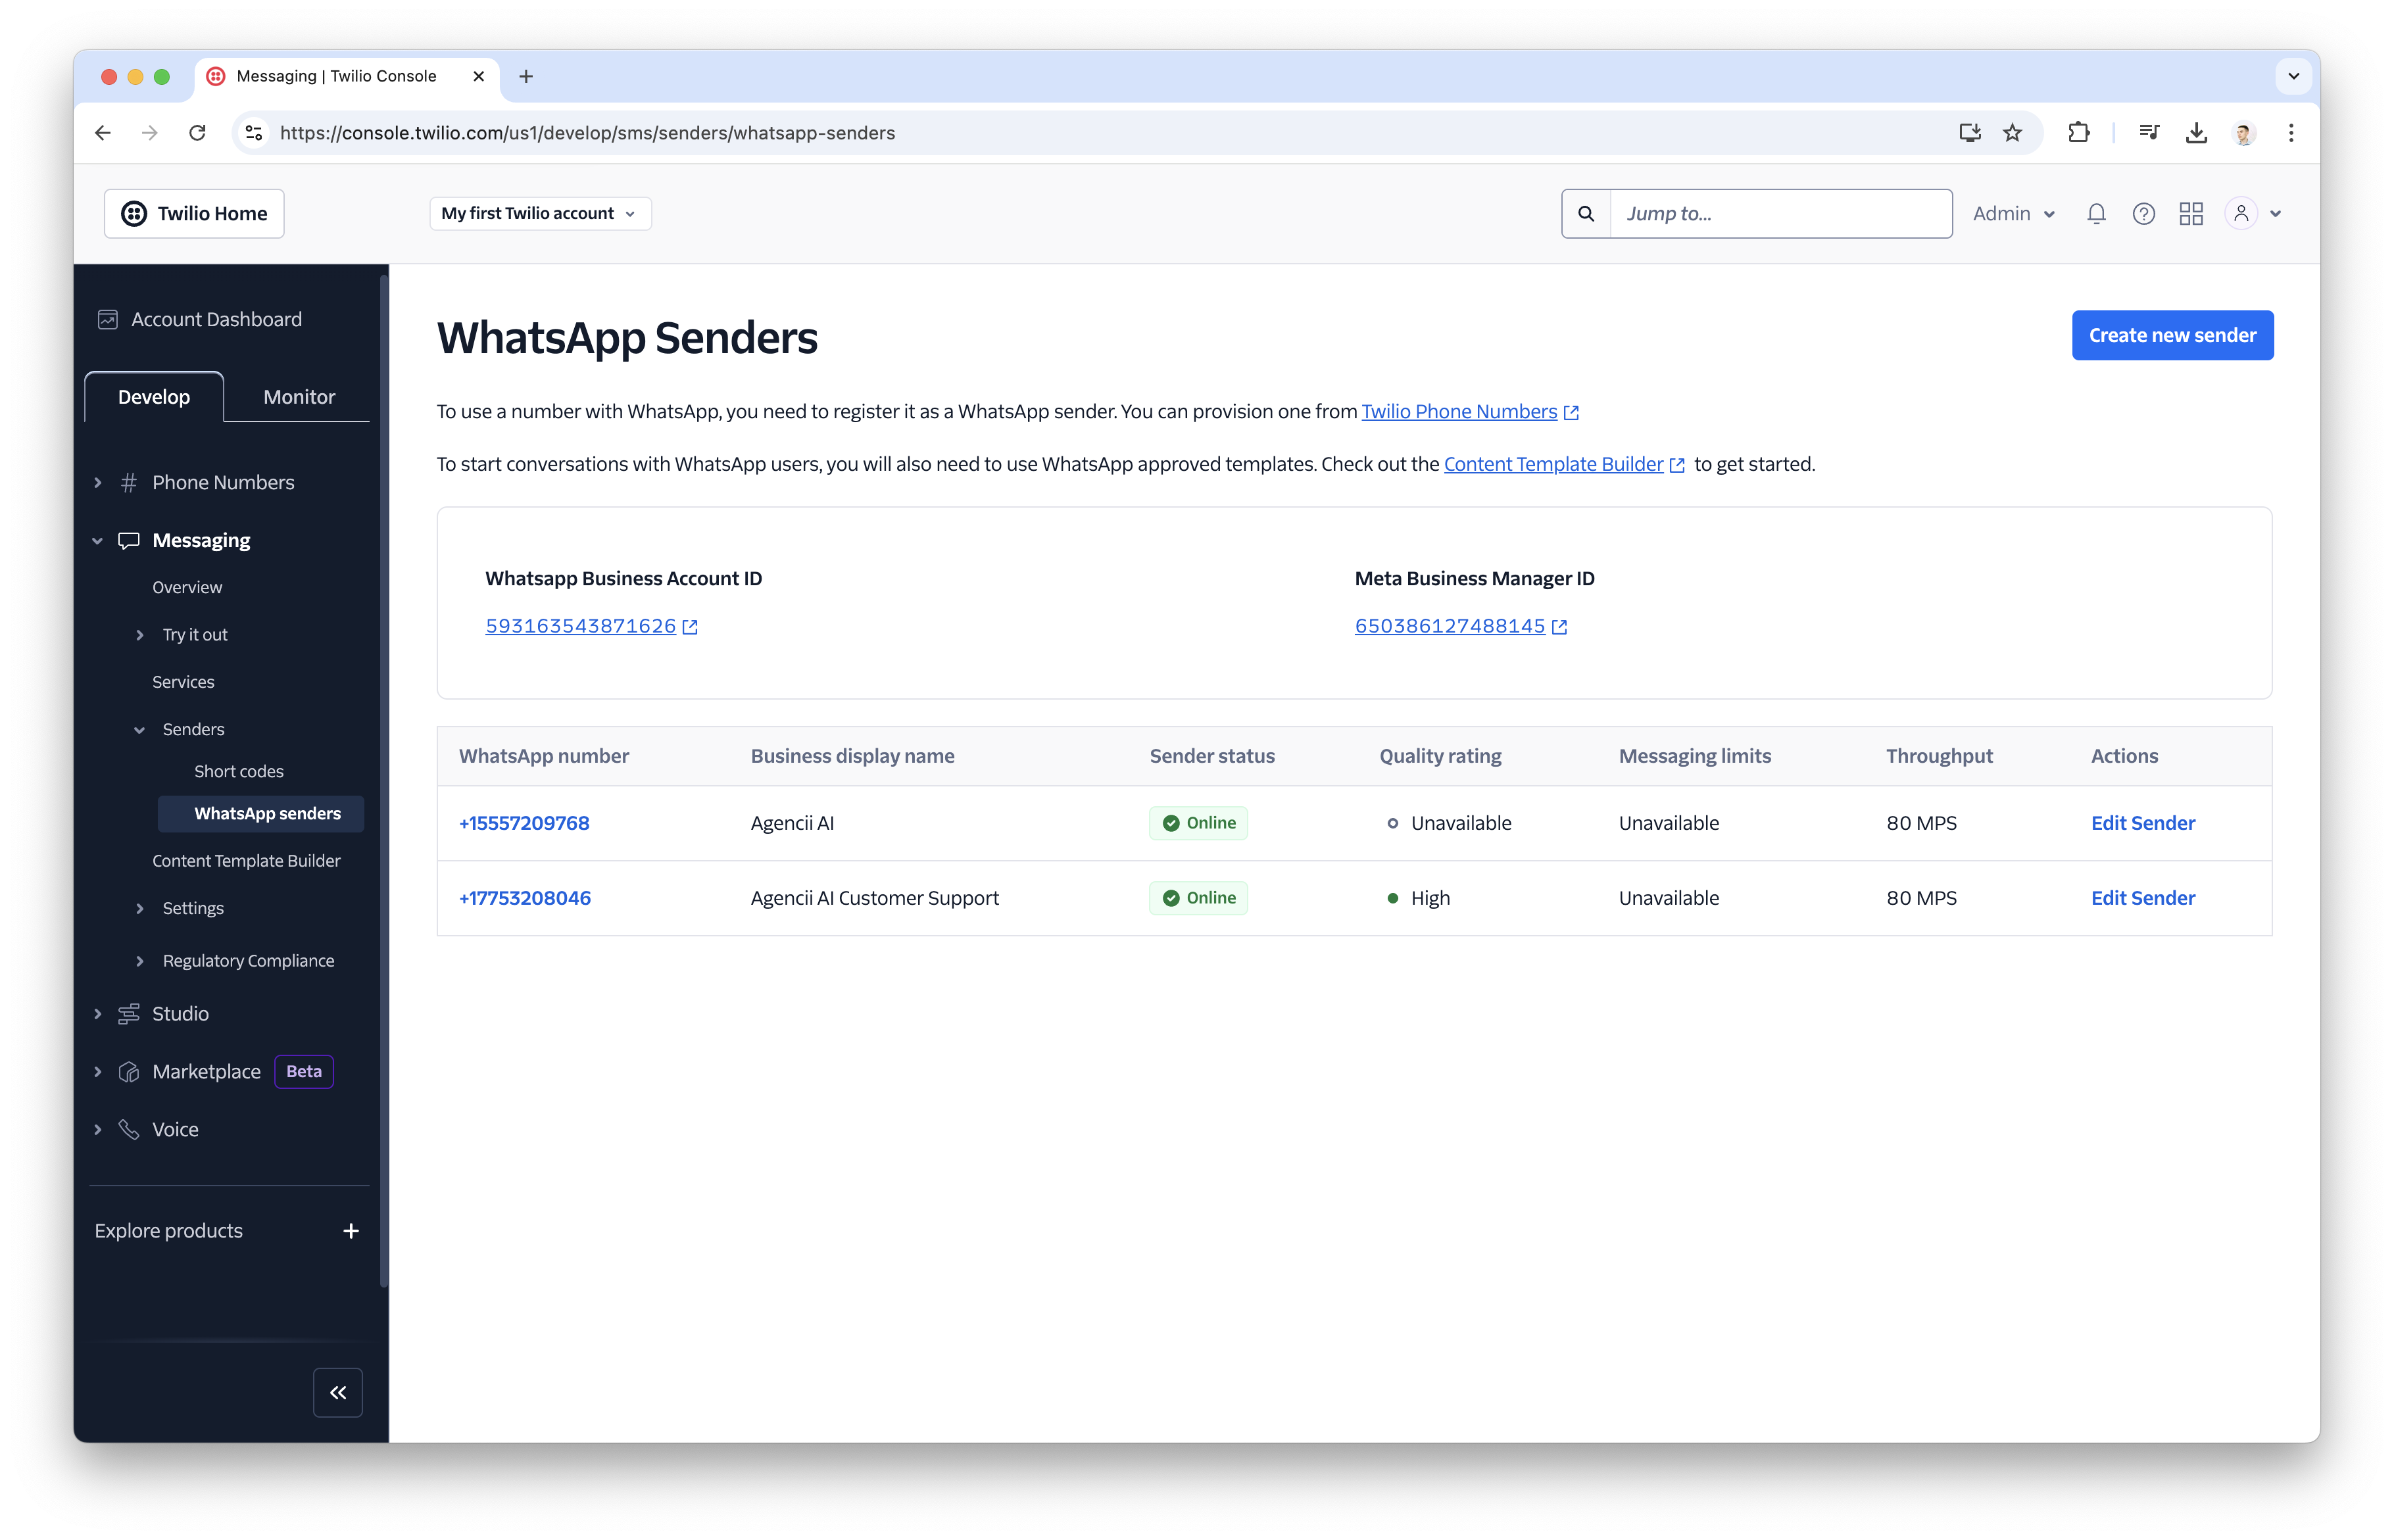 Messaging | Twilio Console
https://console.twilio.com/us1/develop/sms/senders/whatsapp-senders
Twilio Home
My first Twilio account
Jump to...
Admin
Account Dashboard
Develop
Monitor
Phone Numbers
Messaging
Overview
Try it out
Services
Senders
Short codes
WhatsApp senders
Content Template Builder
Settings
Regulatory Compliance
Studio
Marketplace Beta
Voice
Explore products
WhatsApp Senders
Create new sender
To use a number with WhatsApp, you need to register it as a WhatsApp sender. You can provision one from Twilio Phone Numbers
To start conversations with WhatsApp users, you will also need to use WhatsApp approved templates. Check out the Content Template Builder to get started.
Whatsapp Business Account ID
593163543871626
Meta Business Manager ID
650386127488145
WhatsApp number Business display name Sender status Quality rating Messaging limits Throughput Actions
+15557209768 Agencii AI Online Unavailable Unavailable 80 MPS Edit Sender
+17753208046 Agencii AI Customer Support Online High Unavailable 80 MPS Edit Sender